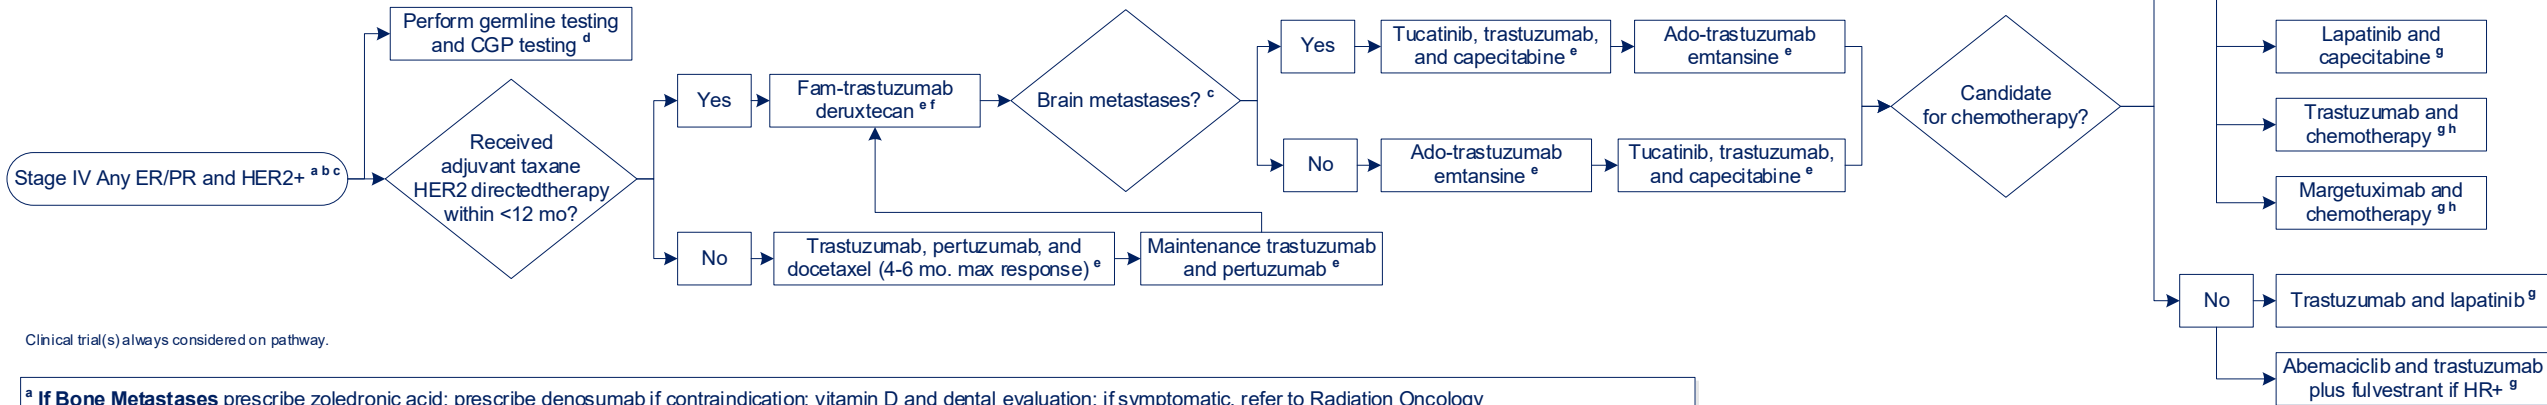 Perform germline testing
and CGP testing d
Stage IV Any ER/PR and HER2+ a b c
Received
adjuvant taxane
HER2 directedtherapy
within <12 mo?
Yes
Fam-trastuzumab
deruxtecan e f
No
Trastuzumab, pertuzumab, and
docetaxel (4-6 mo. max response) e
Maintenance trastuzumab
and pertuzumab e
Brain metastases? c
Yes
Tucatinib, trastuzumab,
and capecitabine e
Ado-trastuzumab
emtansine e
No
Ado-trastuzumab
emtansine e
Tucatinib, trastuzumab,
and capecitabine e
Candidate
for chemotherapy?
Lapatinib and
capecitabine g
Trastuzumab and
chemotherapy g h
Margetuximab and
chemotherapy g h
No
Trastuzumab and lapatinib g
Abemaciclib and trastuzumab
plus fulvestrant if HR+ g
Clinical trial(s) always considered on pathway.
a If Bone Metastases prescribe zoledronic acid; prescribe denosumab if contraindication; vitamin D and dental evaluation; if symptomatic, refer to Radiation Oncology